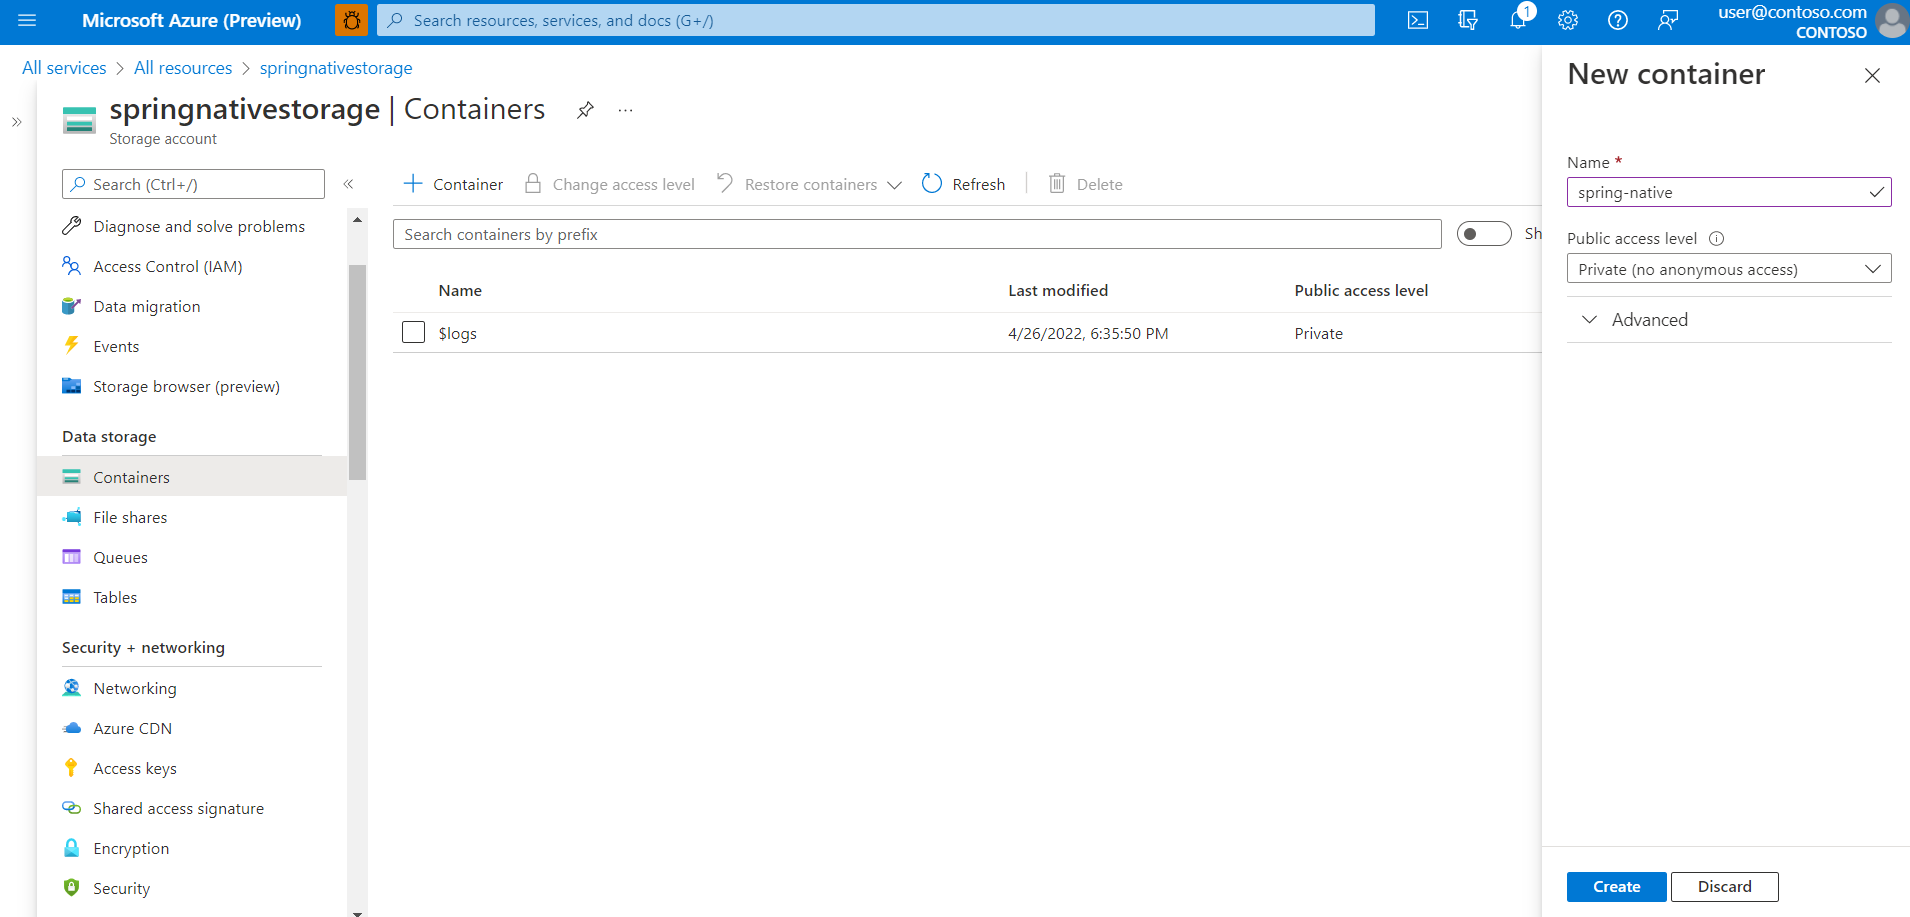 Microsoft Azure (Preview)
Search resources, services, and docs (G+/)
1
user@contoso.com
CONTOSO
All services > All resources > springnativestorage
springnativestorage | Containers
Storage account
Search (Ctrl+/)
Diagnose and solve problems
Access Control (IAM)
Data migration
Events
Storage browser (preview)
Data storage
Containers
File shares
Queues
Tables
Security + networking
Networking
Azure CDN
Access keys
Shared access signature
Encryption
Security
Container
Change access level
Restore containers
Refresh
Delete
Search containers by prefix
Sh
Name Last modified Public access level
$logs 4/26/2022, 6:35:50 PM Private
New container
Name *
spring-native
Public access level
Private (no anonymous access)
Advanced
Create
Discard